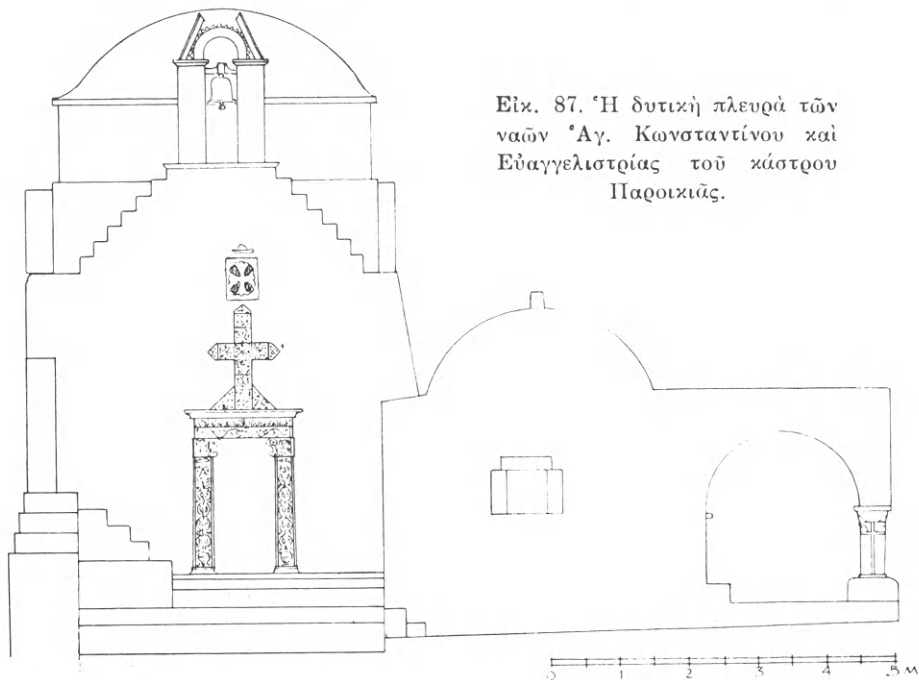 Εἰκ. 87. Ἡ δυτικὴ πλευρὰ τῶν
ναῶν Ἁγ. Κωνσταντίνου καὶ
Εὐαγγελιστρίας τοῦ κάστρου
Παροικιᾶς.
0 1 2 3 4 5 Μ